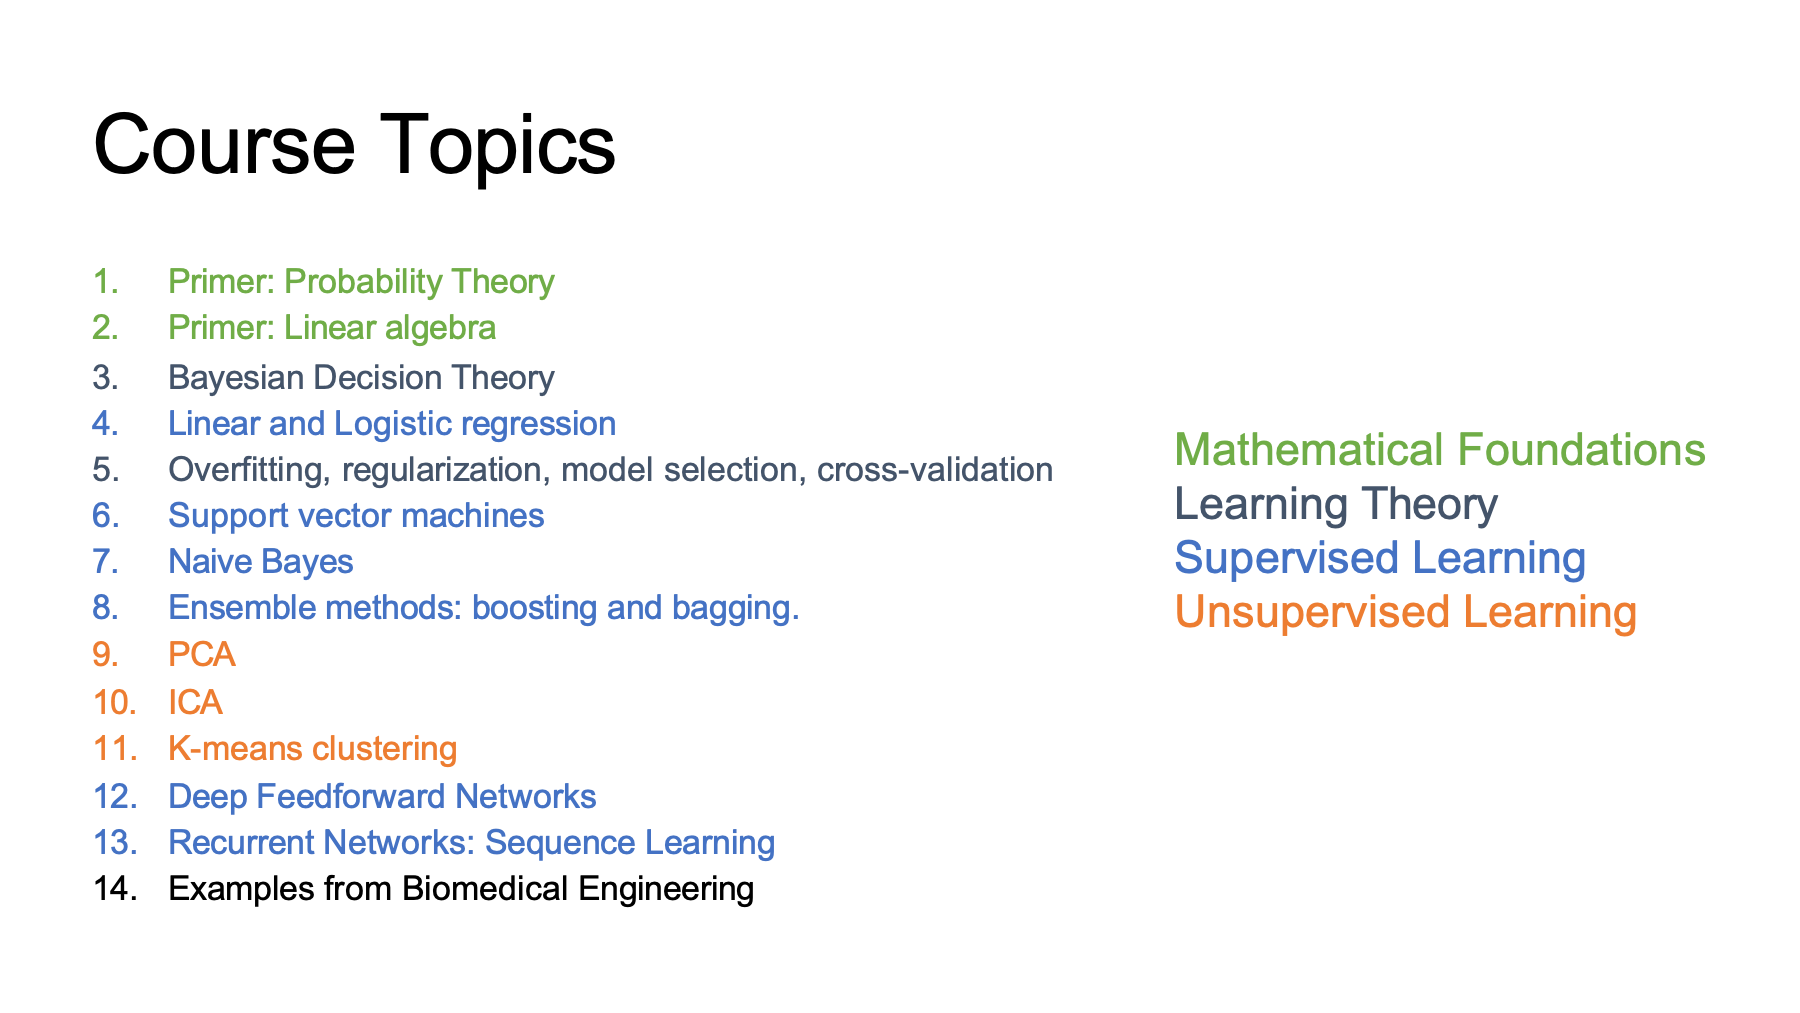 Course Topics
1. Primer: Probability Theory
2. Primer: Linear algebra
3. Bayesian Decision Theory
4. Linear and Logistic regression
5. Overfitting, regularization, model selection, cross-validation
6. Support vector machines
7. Naive Bayes
8. Ensemble methods: boosting and bagging.
9. PCA
10. ICA
11. K-means clustering
12. Deep Feedforward Networks
13. Recurrent Networks: Sequence Learning
14. Examples from Biomedical Engineering
Mathematical Foundations
Learning Theory
Supervised Learning
Unsupervised Learning